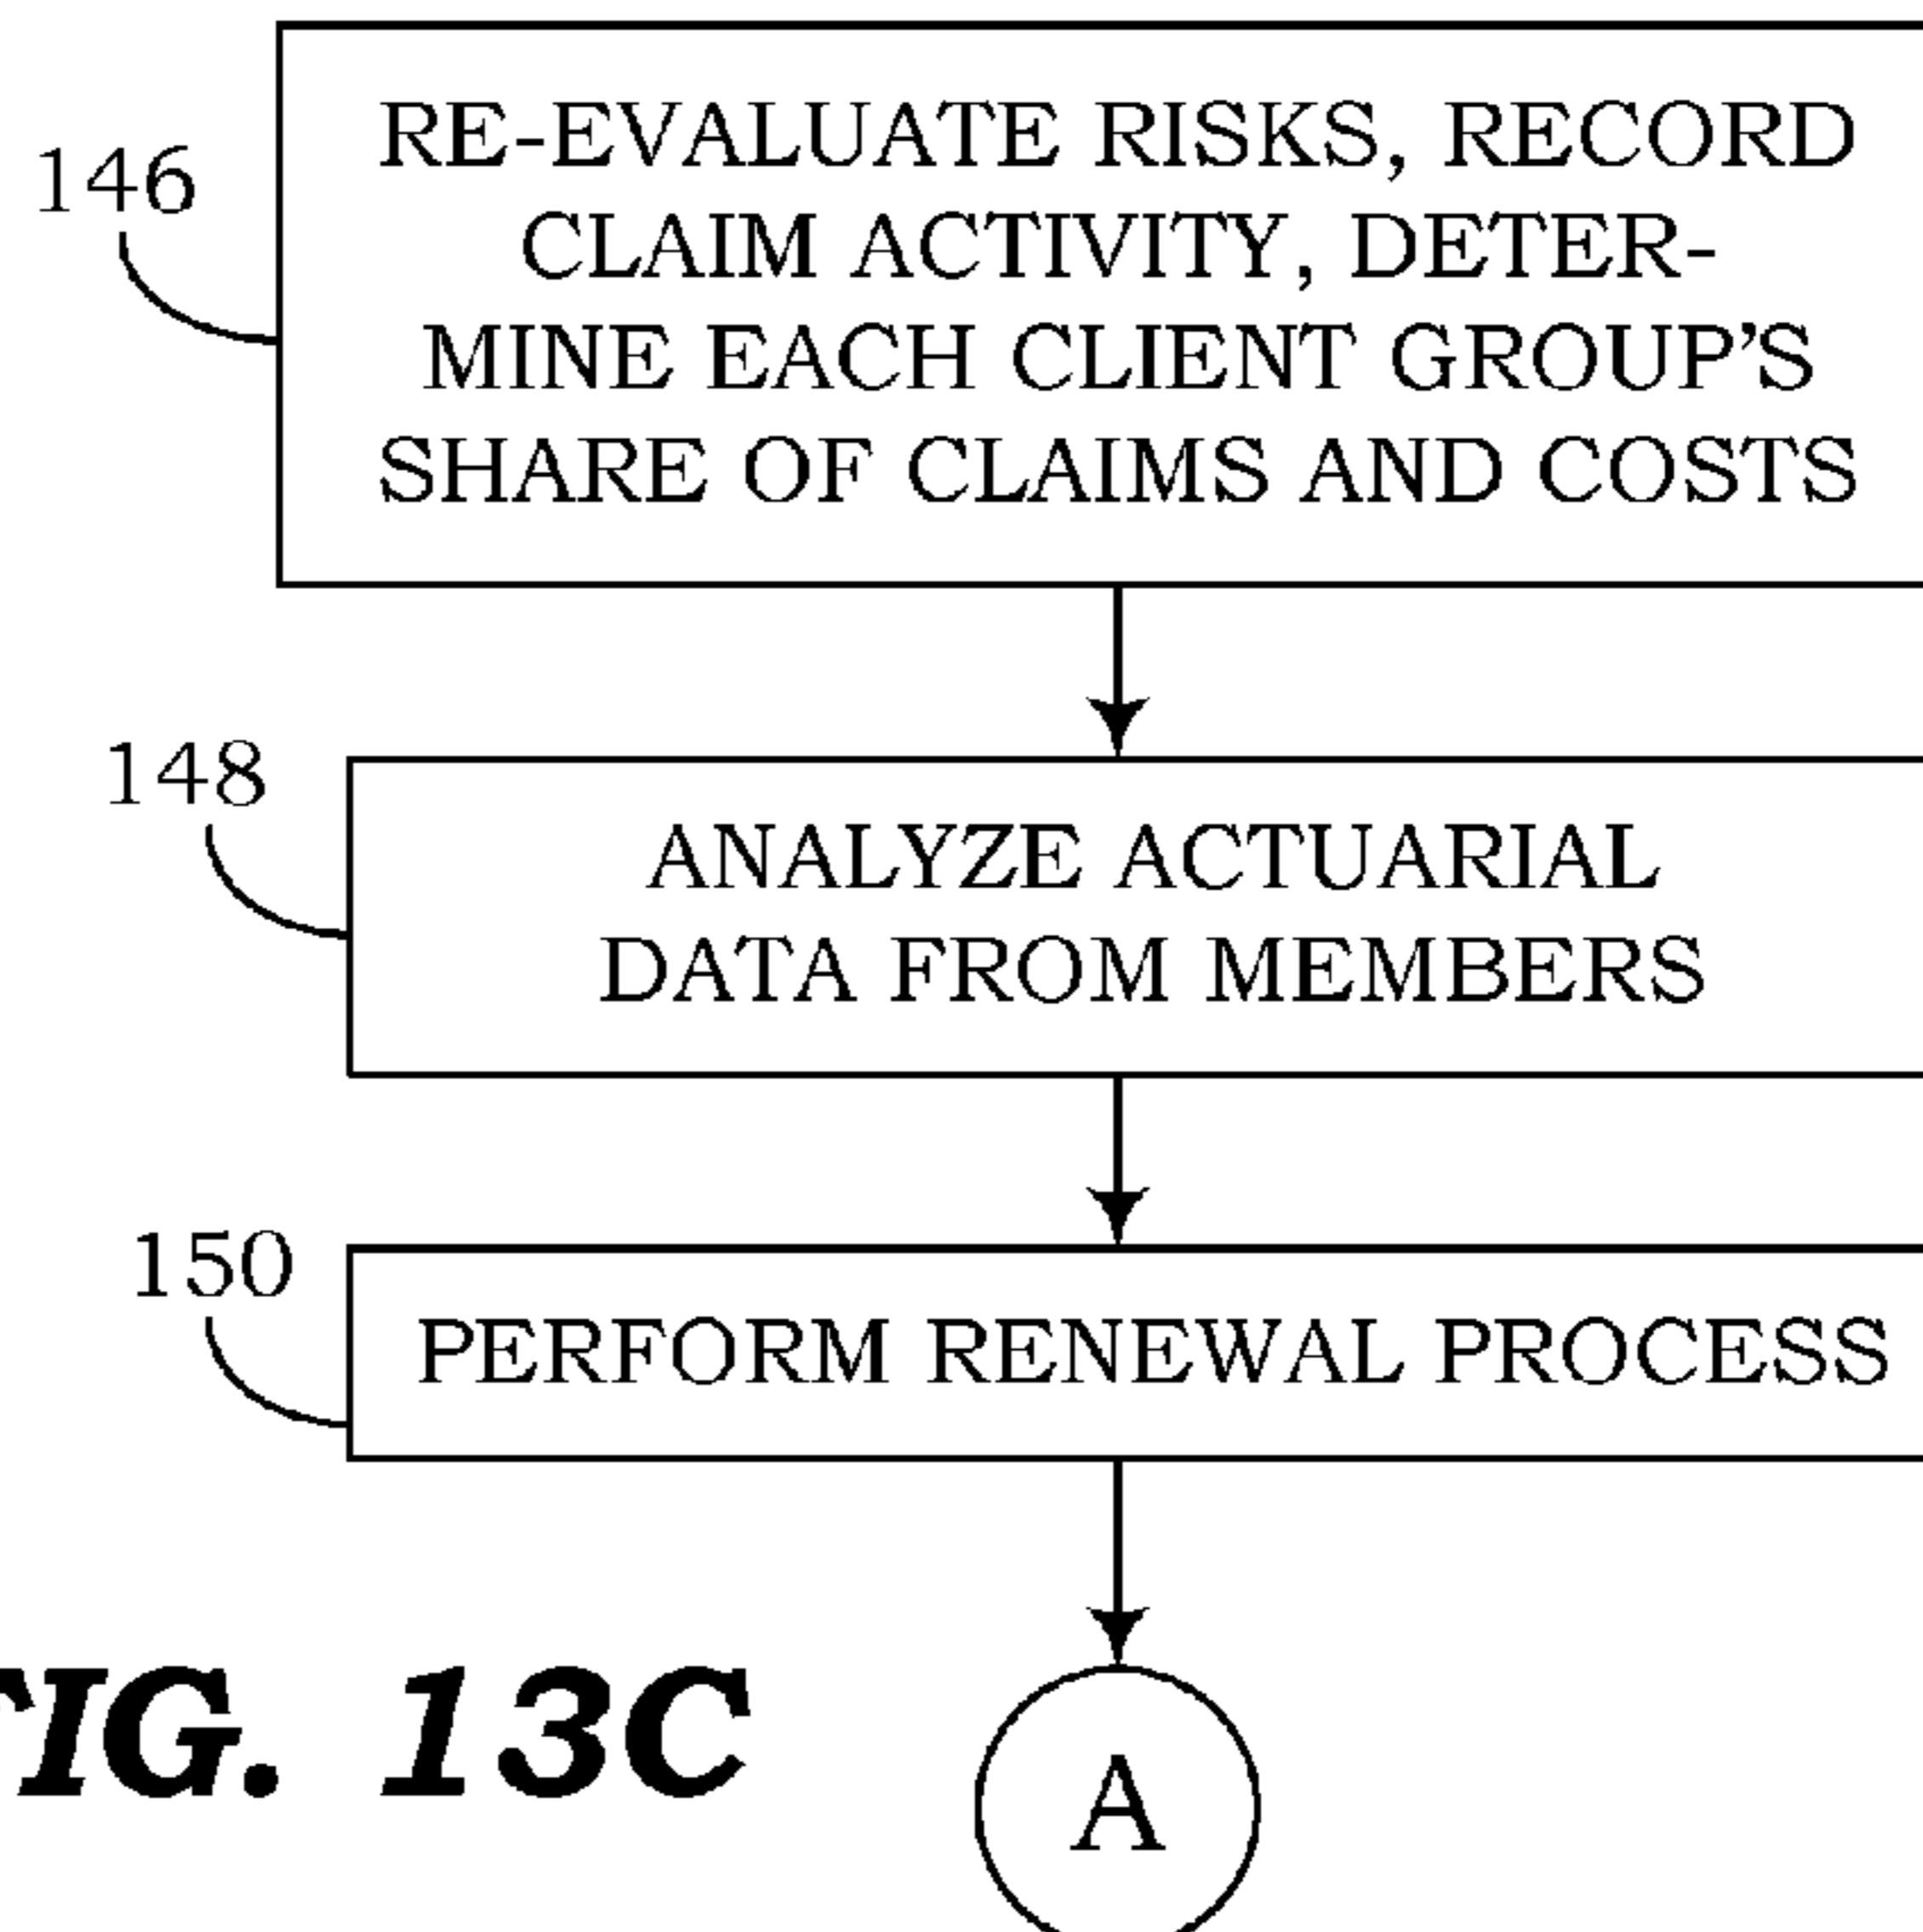 146
RE-EVALUATE RISKS, RECORD
CLAIM ACTIVITY, DETER-
MINE EACH CLIENT GROUP'S
SHARE OF CLAIMS AND COSTS
148
ANALYZE ACTUARIAL
DATA FROM MEMBERS
150
PERFORM RENEWAL PROCESS
FIG. 13C
A